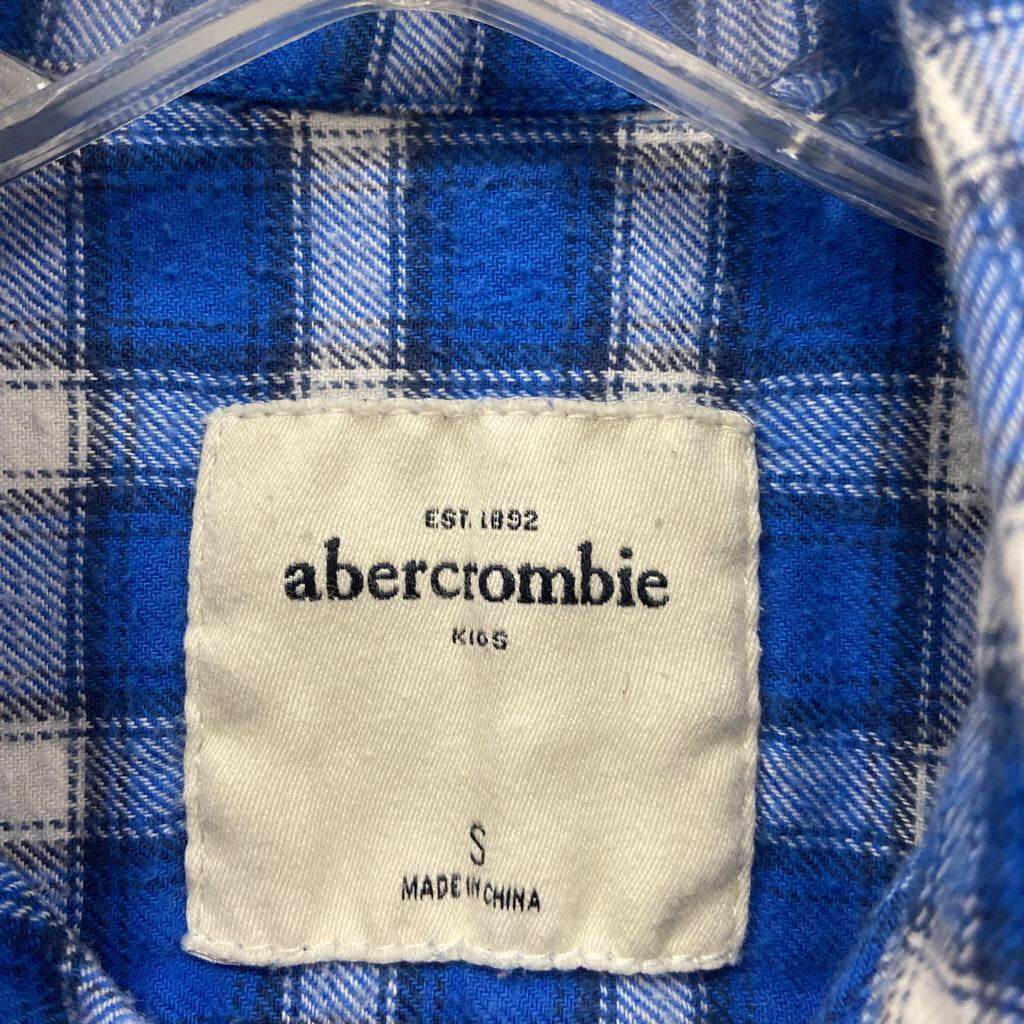 EST. 1892
abercrombie
KIDS
S
MADE IN CHINA